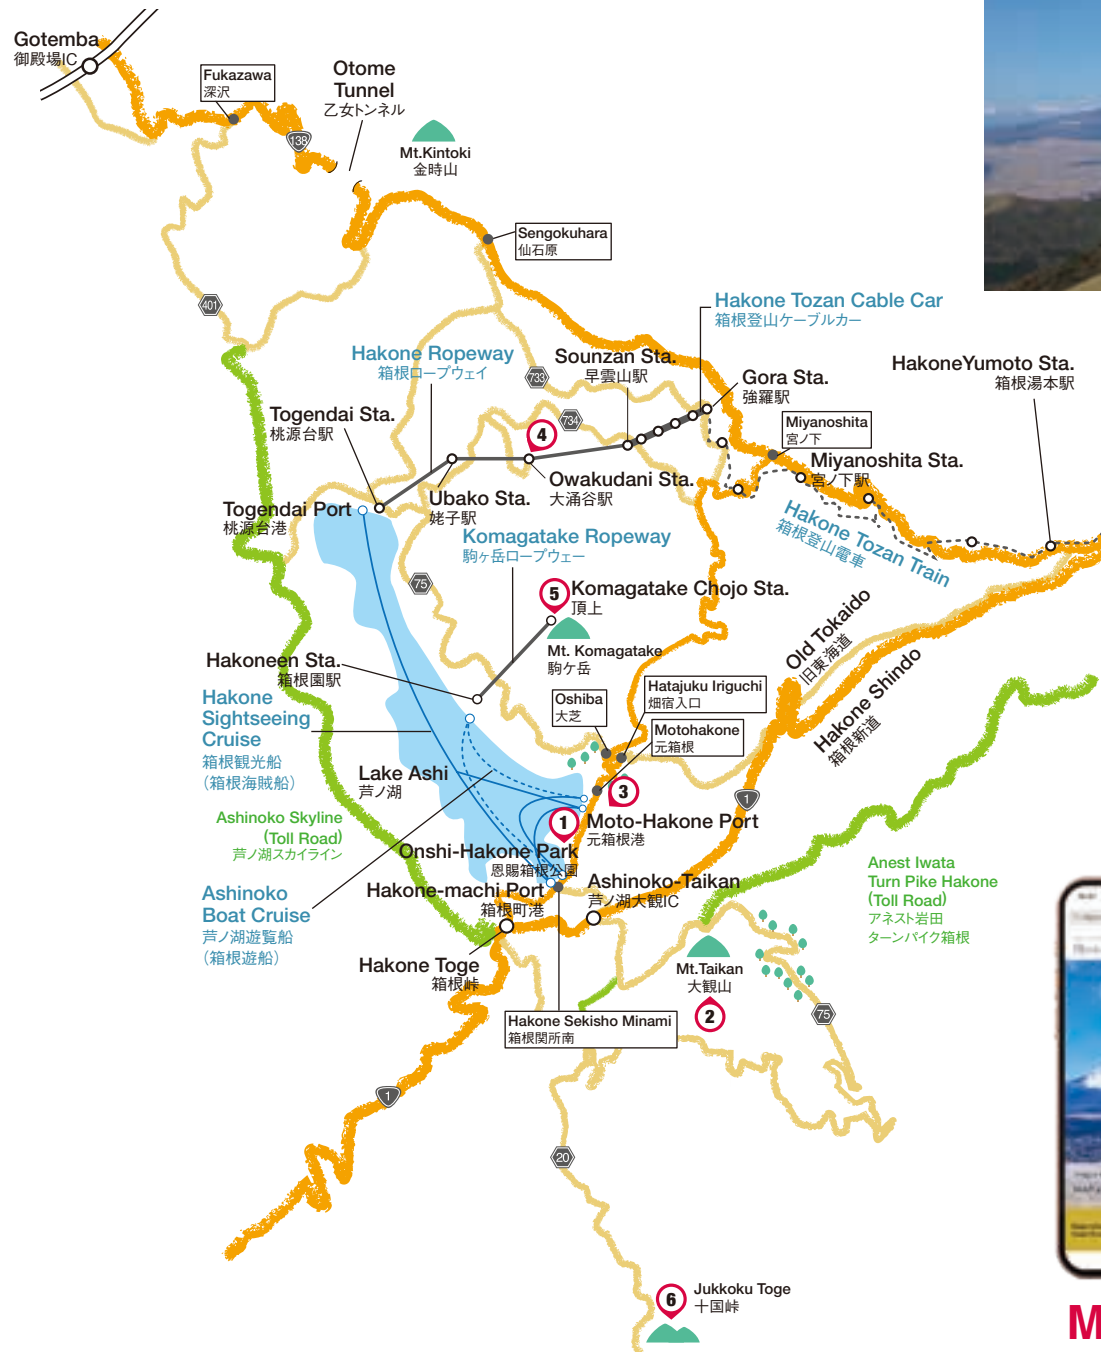 Gotemba
御殿場IC
Fukazawa
深沢
Otome
Tunnel
乙女トンネル
138
Mt.Kintoki
金時山
Sengokuhara
仙石原
401
Hakone Tozan Cable Car
箱根登山ケーブルカー
Hakone Ropeway
箱根ロープウェイ
733
Sounzan Sta.
早雲山駅
Gora Sta.
強羅駅
HakoneYumoto Sta.
箱根湯本駅
Togendai Sta.
桃源台駅
734
4
Miyanoshita
宮ノ下
Miyanoshita Sta.
宮ノ下駅
Owakudani Sta.
大涌谷駅
Ubako Sta.
姥子駅
Togendai Port
桃源台港
Hakone Tozan Train
箱根登山電車
Komagatake Ropeway
駒ヶ岳ロープウェー
75
5
Komagatake Chojo Sta.
頂上
Mt. Komagatake
駒ケ岳
Old Tokaido
旧東海道
Hakone Shindo
箱根新道
Hakoneen Sta.
箱根園駅
Oshiba
大芝
Hatajuku Iriguchi
畑宿入口
Motohakone
元箱根
Hakone
Sightseeing
Cruise
箱根観光船
（箱根海賊船）
Lake Ashi
芦ノ湖
3
1
1
Moto-Hakone Port
元箱根港
Ashinoko Skyline
(Toll Road)
芦ノ湖スカイライン
Onshi-Hakone Park
恩賜箱根公園
Hakone-machi Port
箱根町港
Ashinoko-Taikan
芦ノ湖大観IC
Anest Iwata
Turn Pike Hakone
(Toll Road)
アネスト岩田
ターンパイク箱根
Ashinoko
Boat Cruise
芦ノ湖遊覧船
（箱根遊船）
Hakone Toge
箱根峠
Mt.Taikan
大観山
2
75
Hakone Sekisho Minami
箱根関所南
1
20
6
Jukkoku Toge
十国峠
M